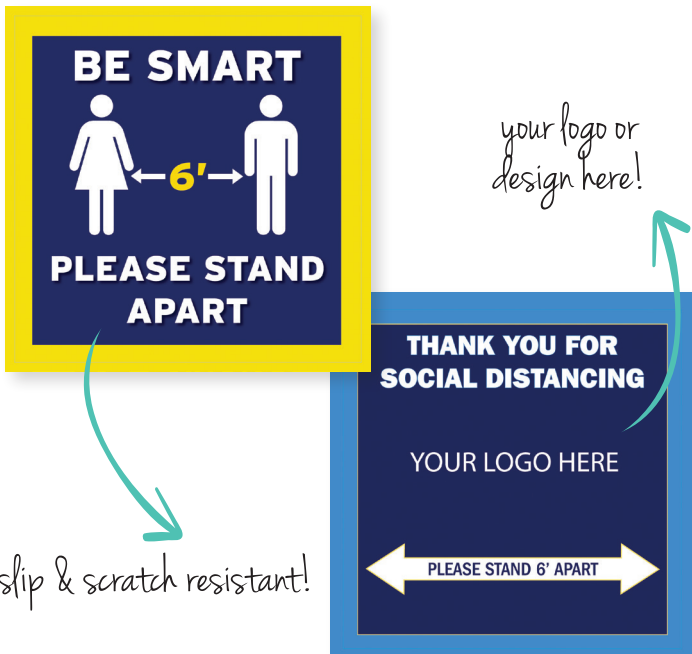 BE SMART
6'
PLEASE STAND
APART
your logo or
design here!
THANK YOU FOR
SOCIAL DISTANCING
YOUR LOGO HERE
PLEASE STAND 6' APART
slip & scratch resistant!